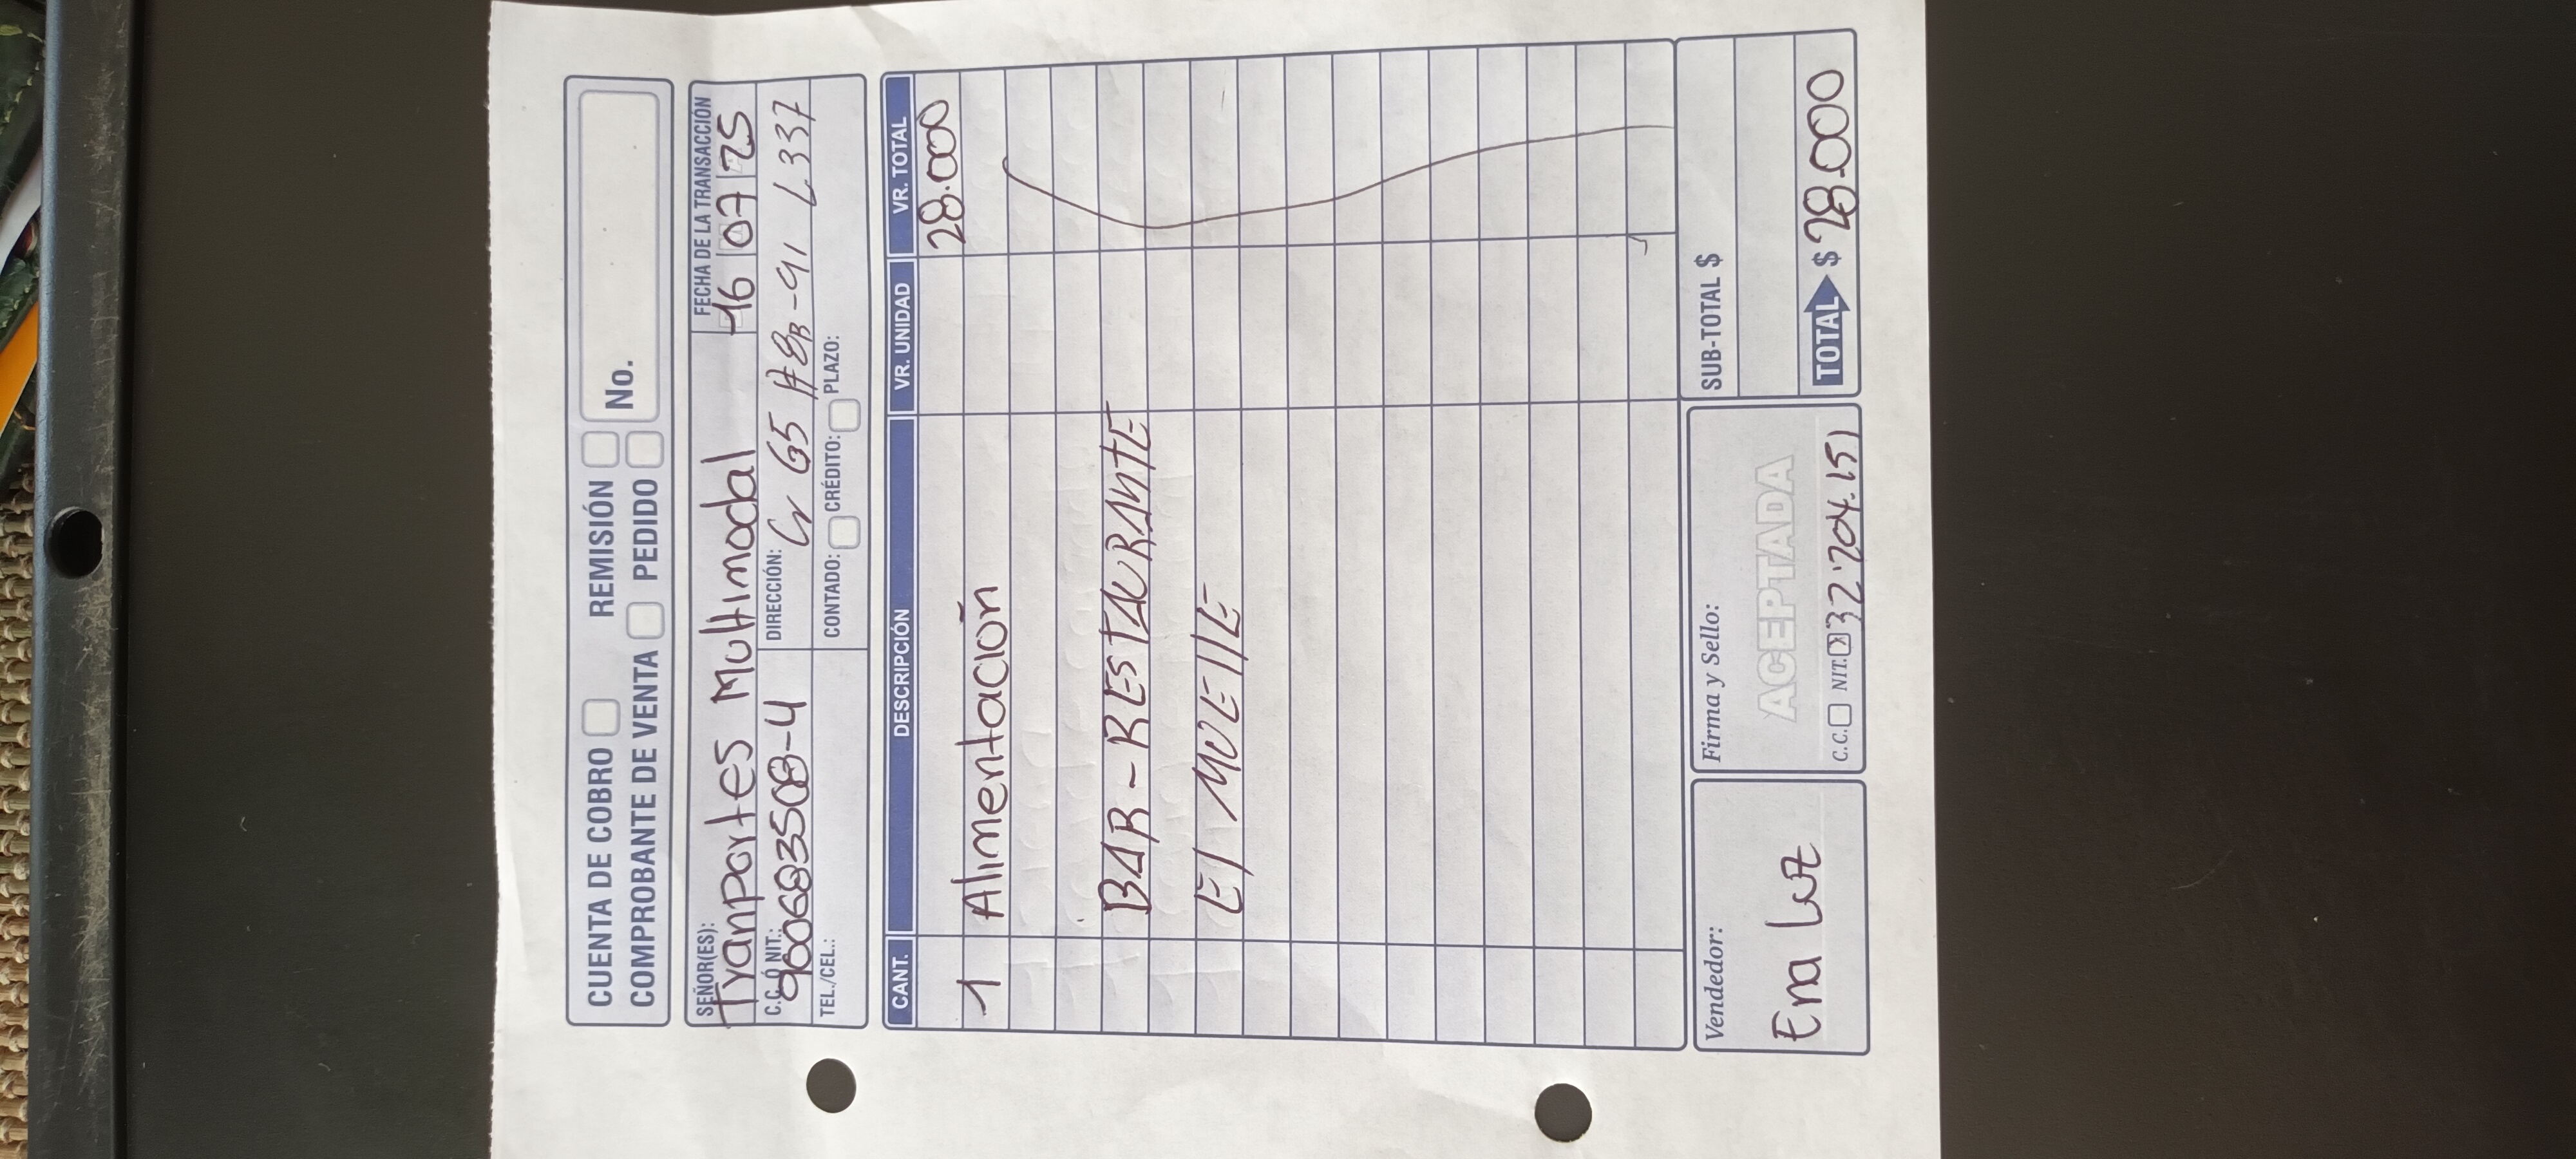 CUENTA DE COBRO REMISIÓN
COMPROBANTE DE VENTA PEDIDO No.
SEÑOR(ES): FECHA DE LA TRANSACCIÓN
Tranportes Multimodal 16 07 25
C.C. Ó NIT.: 900683508-4 DIRECCIÓN: Cr 65 # 8B-91 L337
TEL./CEL.: CONTADO: CRÉDITO: PLAZO:
CANT. DESCRIPCIÓN VR. UNIDAD VR. TOTAL
28.000
1 Alimentación
BAR-RESTAURANTE
El MUEllE
Vendedor: Firma y Sello: SUB-TOTAL $
ACEPTADA
Ena luz C.C. NIT. X 32.204.151 TOTAL $ 28.000